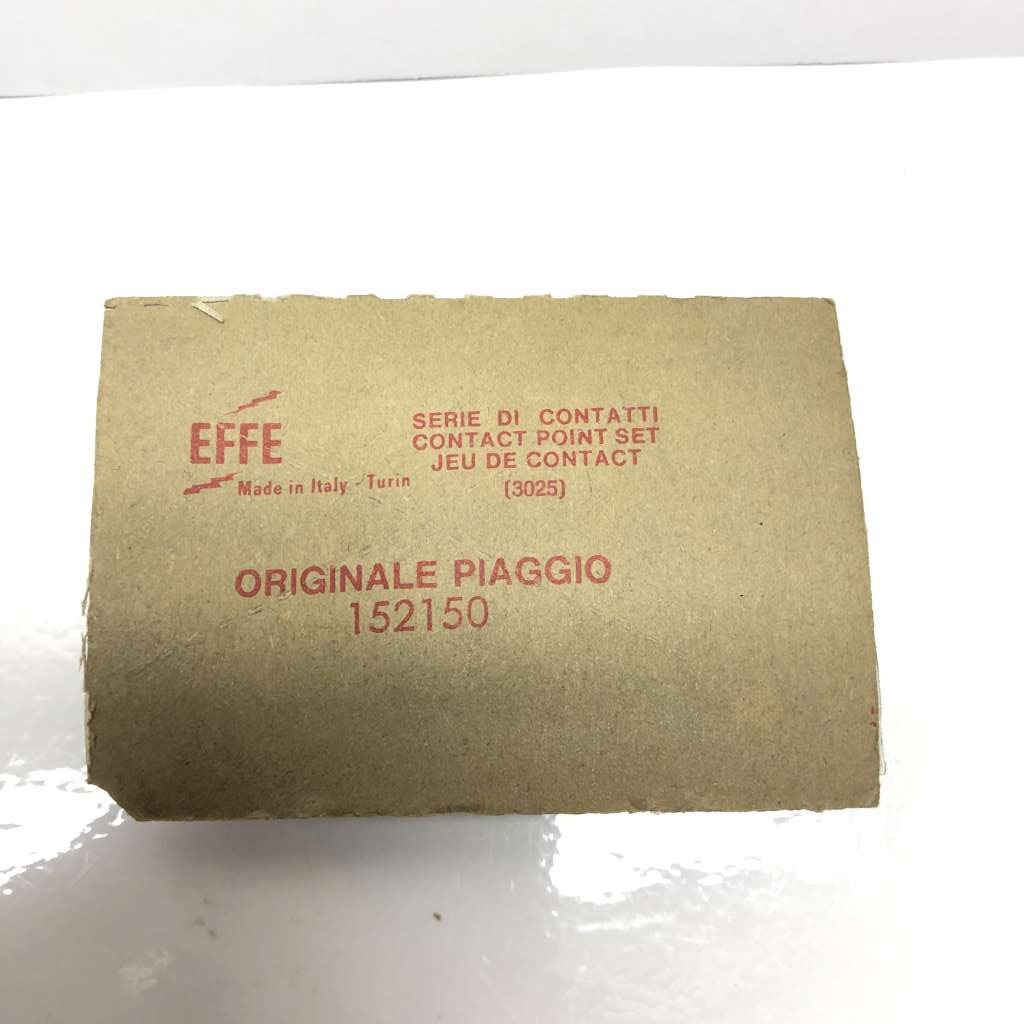 EFFE
Made in Italy - Turin
SERIE DI CONTATTI
CONTACT POINT SET
JEU DE CONTACT
(3025)
ORIGINALE PIAGGIO
152150